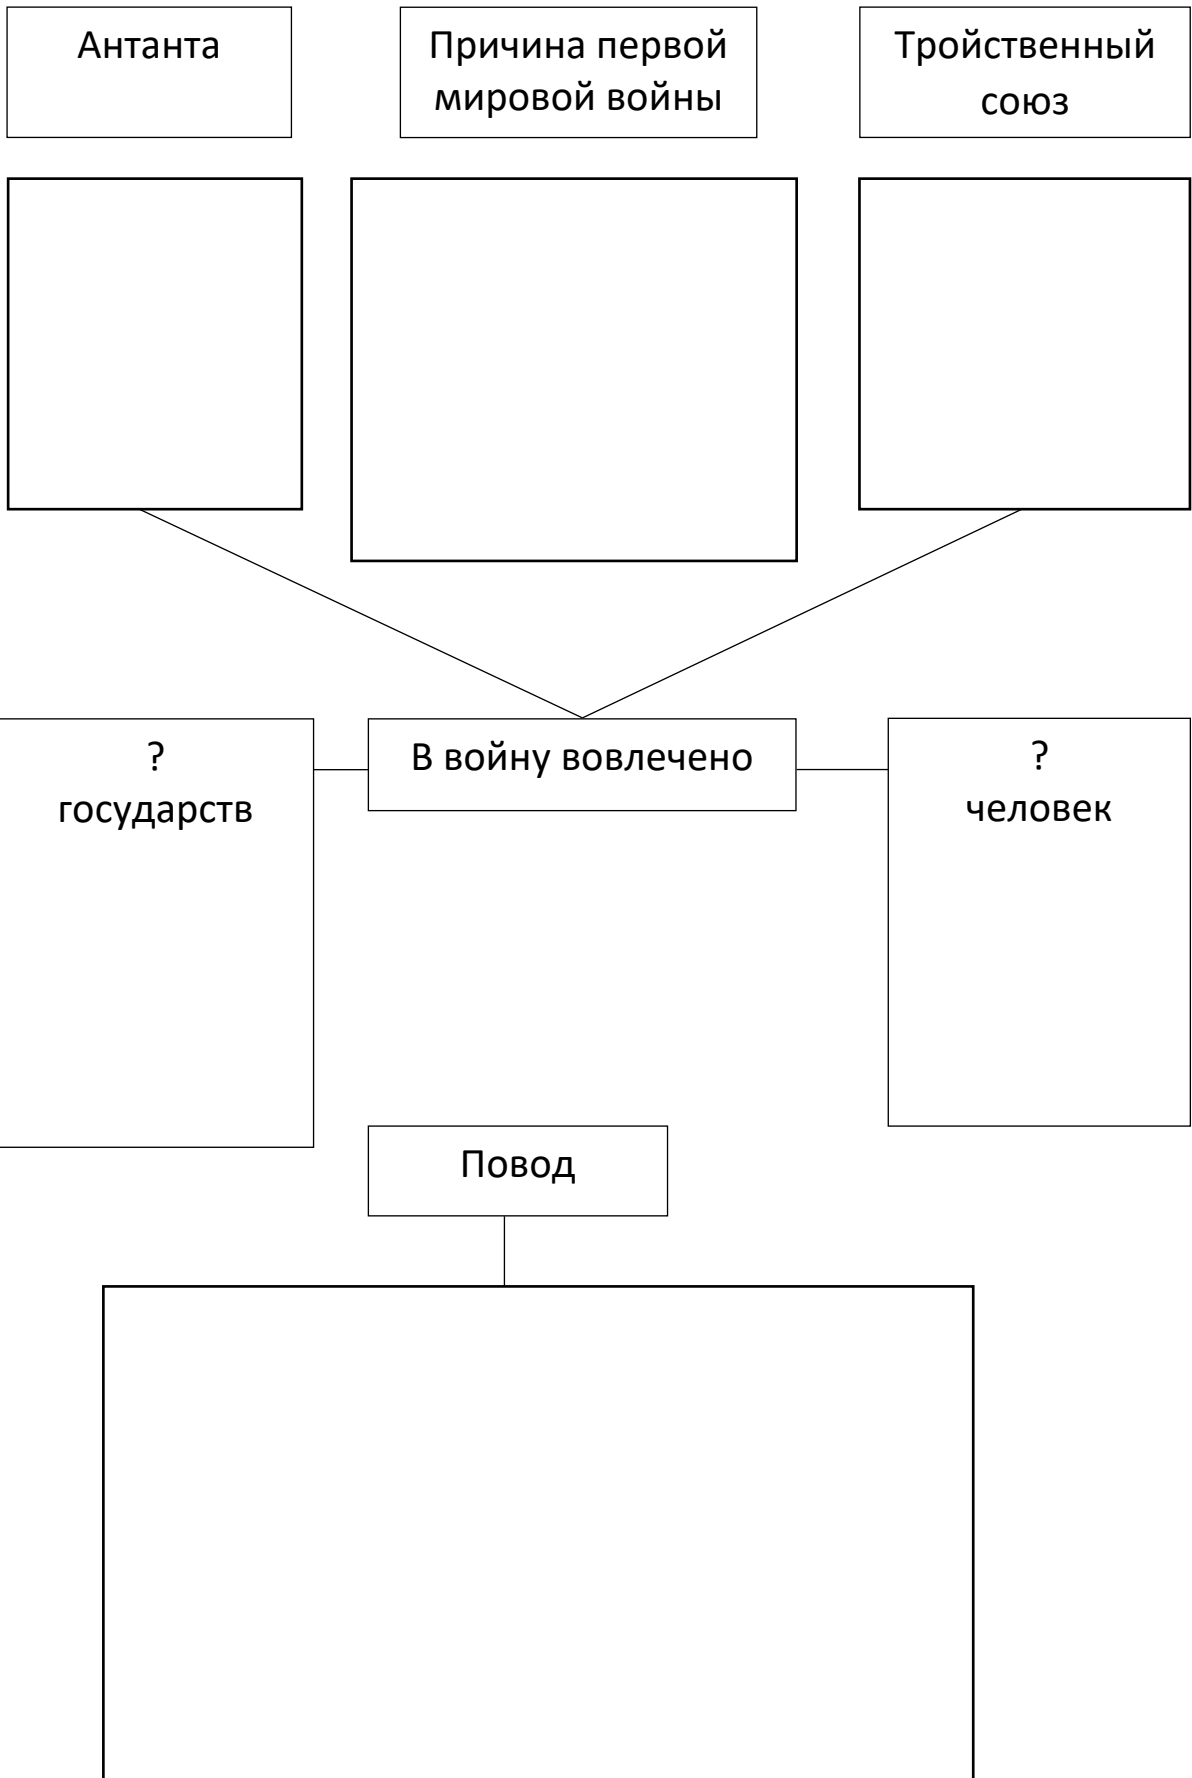 Антанта
Причина первой
мировой войны
Тройственный
союз
?
государств
В войну вовлечено
?
человек
Повод